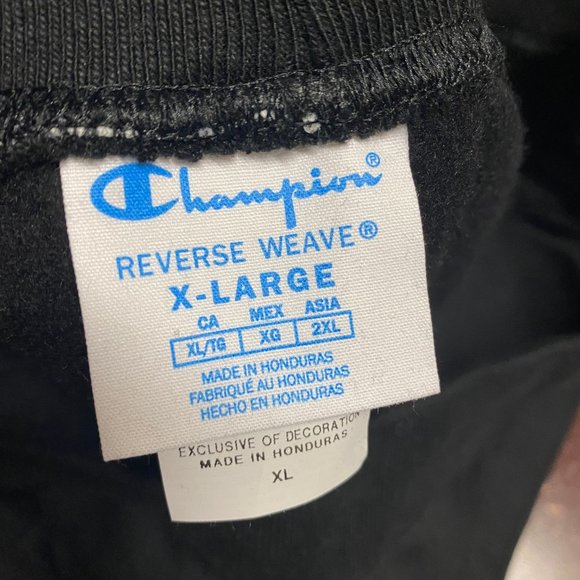 Champion®
REVERSE WEAVE®
X-LARGE
CA MEX ASIA
XL/TG XG 2XL
MADE IN HONDURAS
FABRIQUÉ AU HONDURAS
HECHO EN HONDURAS
EXCLUSIVE OF DECORATION
MADE IN HONDURAS
XL